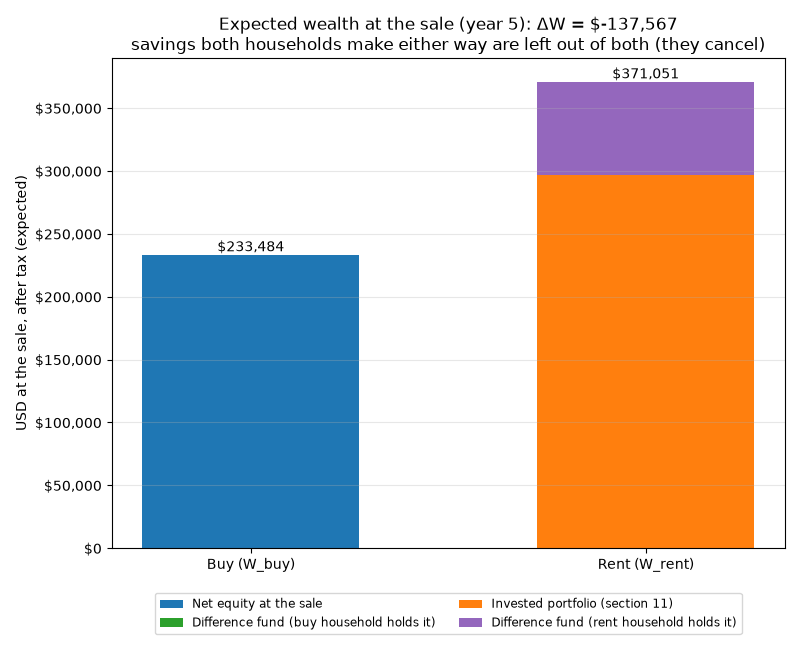 Expected wealth at the sale (year 5): ΔW = $-137,567
savings both households make either way are left out of both (they cancel)
USD at the sale, after tax (expected)
$350,000
$300,000
$250,000
$200,000
$150,000
$100,000
$50,000
$0
$233,484
$371,051
Buy (W_buy)
Rent (W_rent)
Net equity at the sale
Difference fund (buy household holds it)
Invested portfolio (section 11)
Difference fund (rent household holds it)